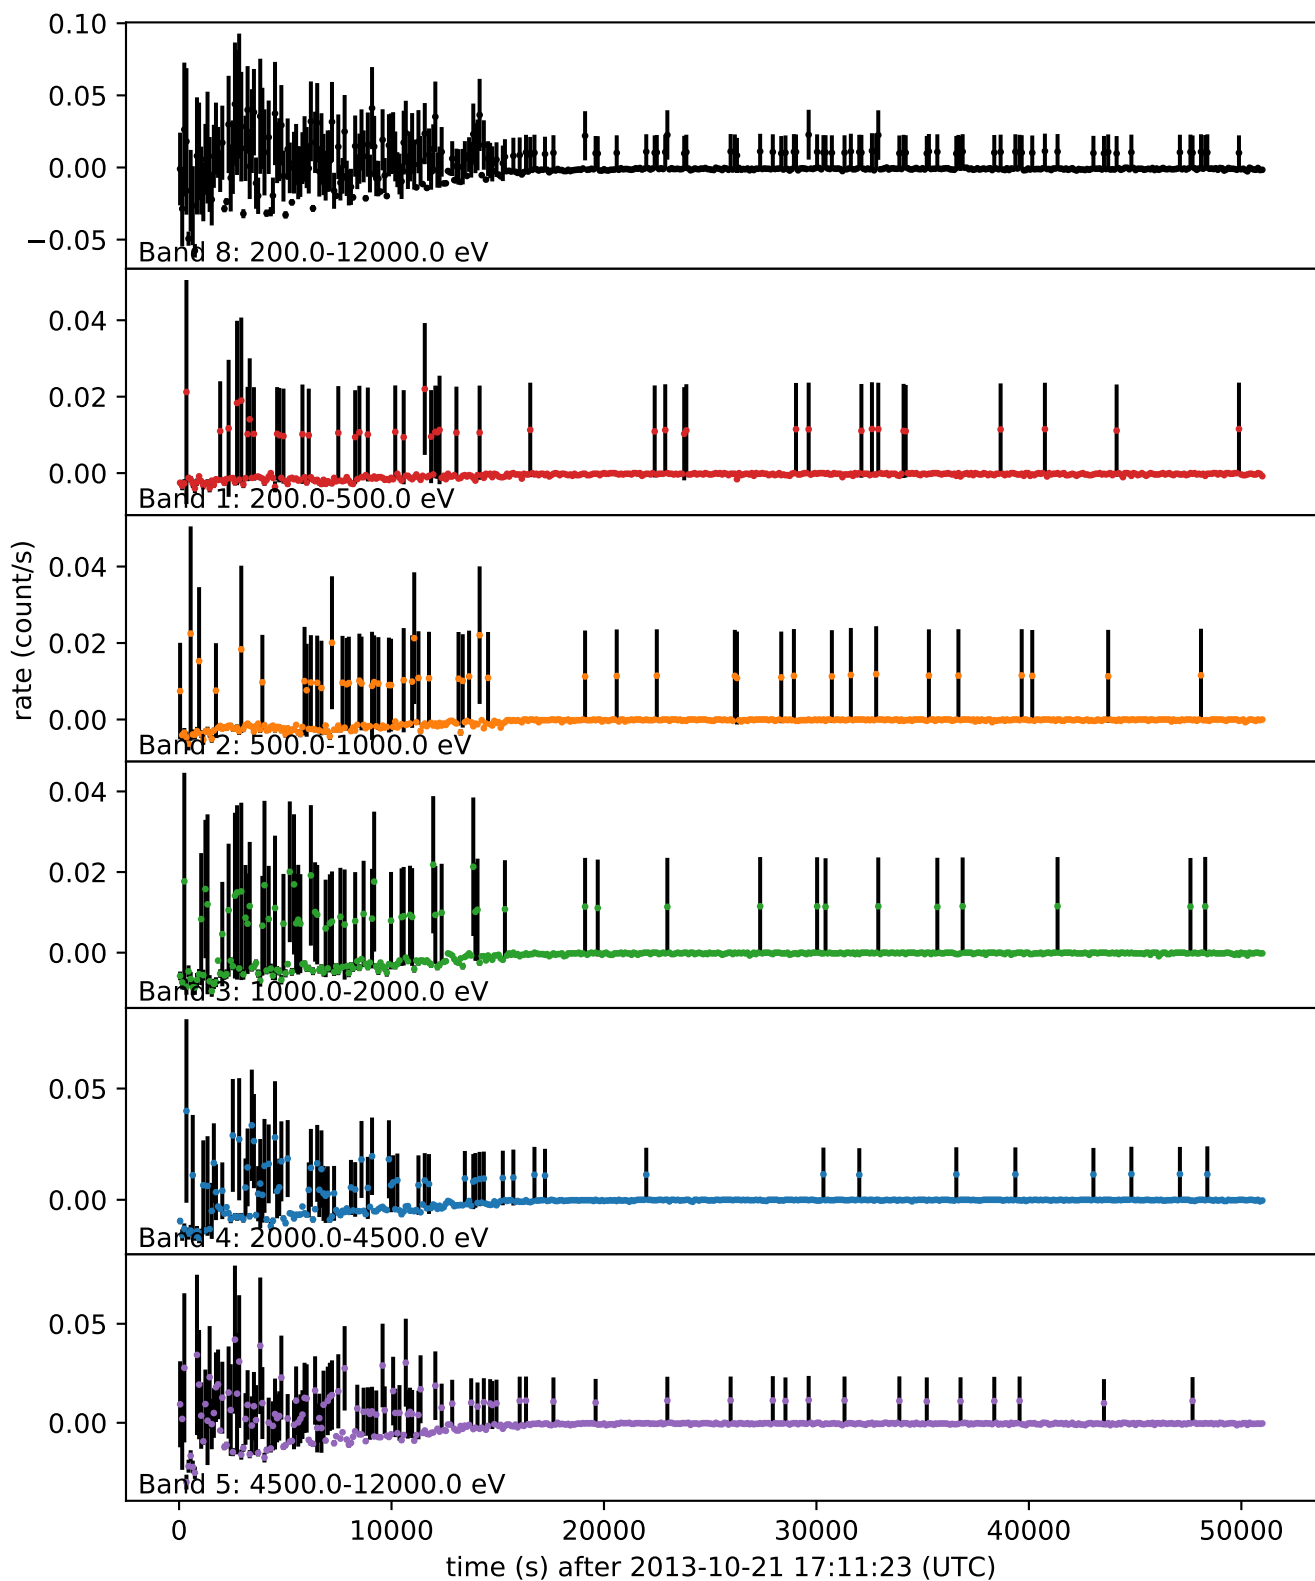 0.10
0.05
0.00
−0.05
Band 8: 200.0-12000.0 eV
0.04
0.02
0.00
Band 1: 200.0-500.0 eV
rate (count/s)
0.04
0.02
0.00
Band 2: 500.0-1000.0 eV
0.04
0.02
0.00
Band 3: 1000.0-2000.0 eV
0.05
0.00
Band 4: 2000.0-4500.0 eV
0.05
0.00
Band 5: 4500.0-12000.0 eV
0 10000 20000 30000 40000 50000
time (s) after 2013-10-21 17:11:23 (UTC)